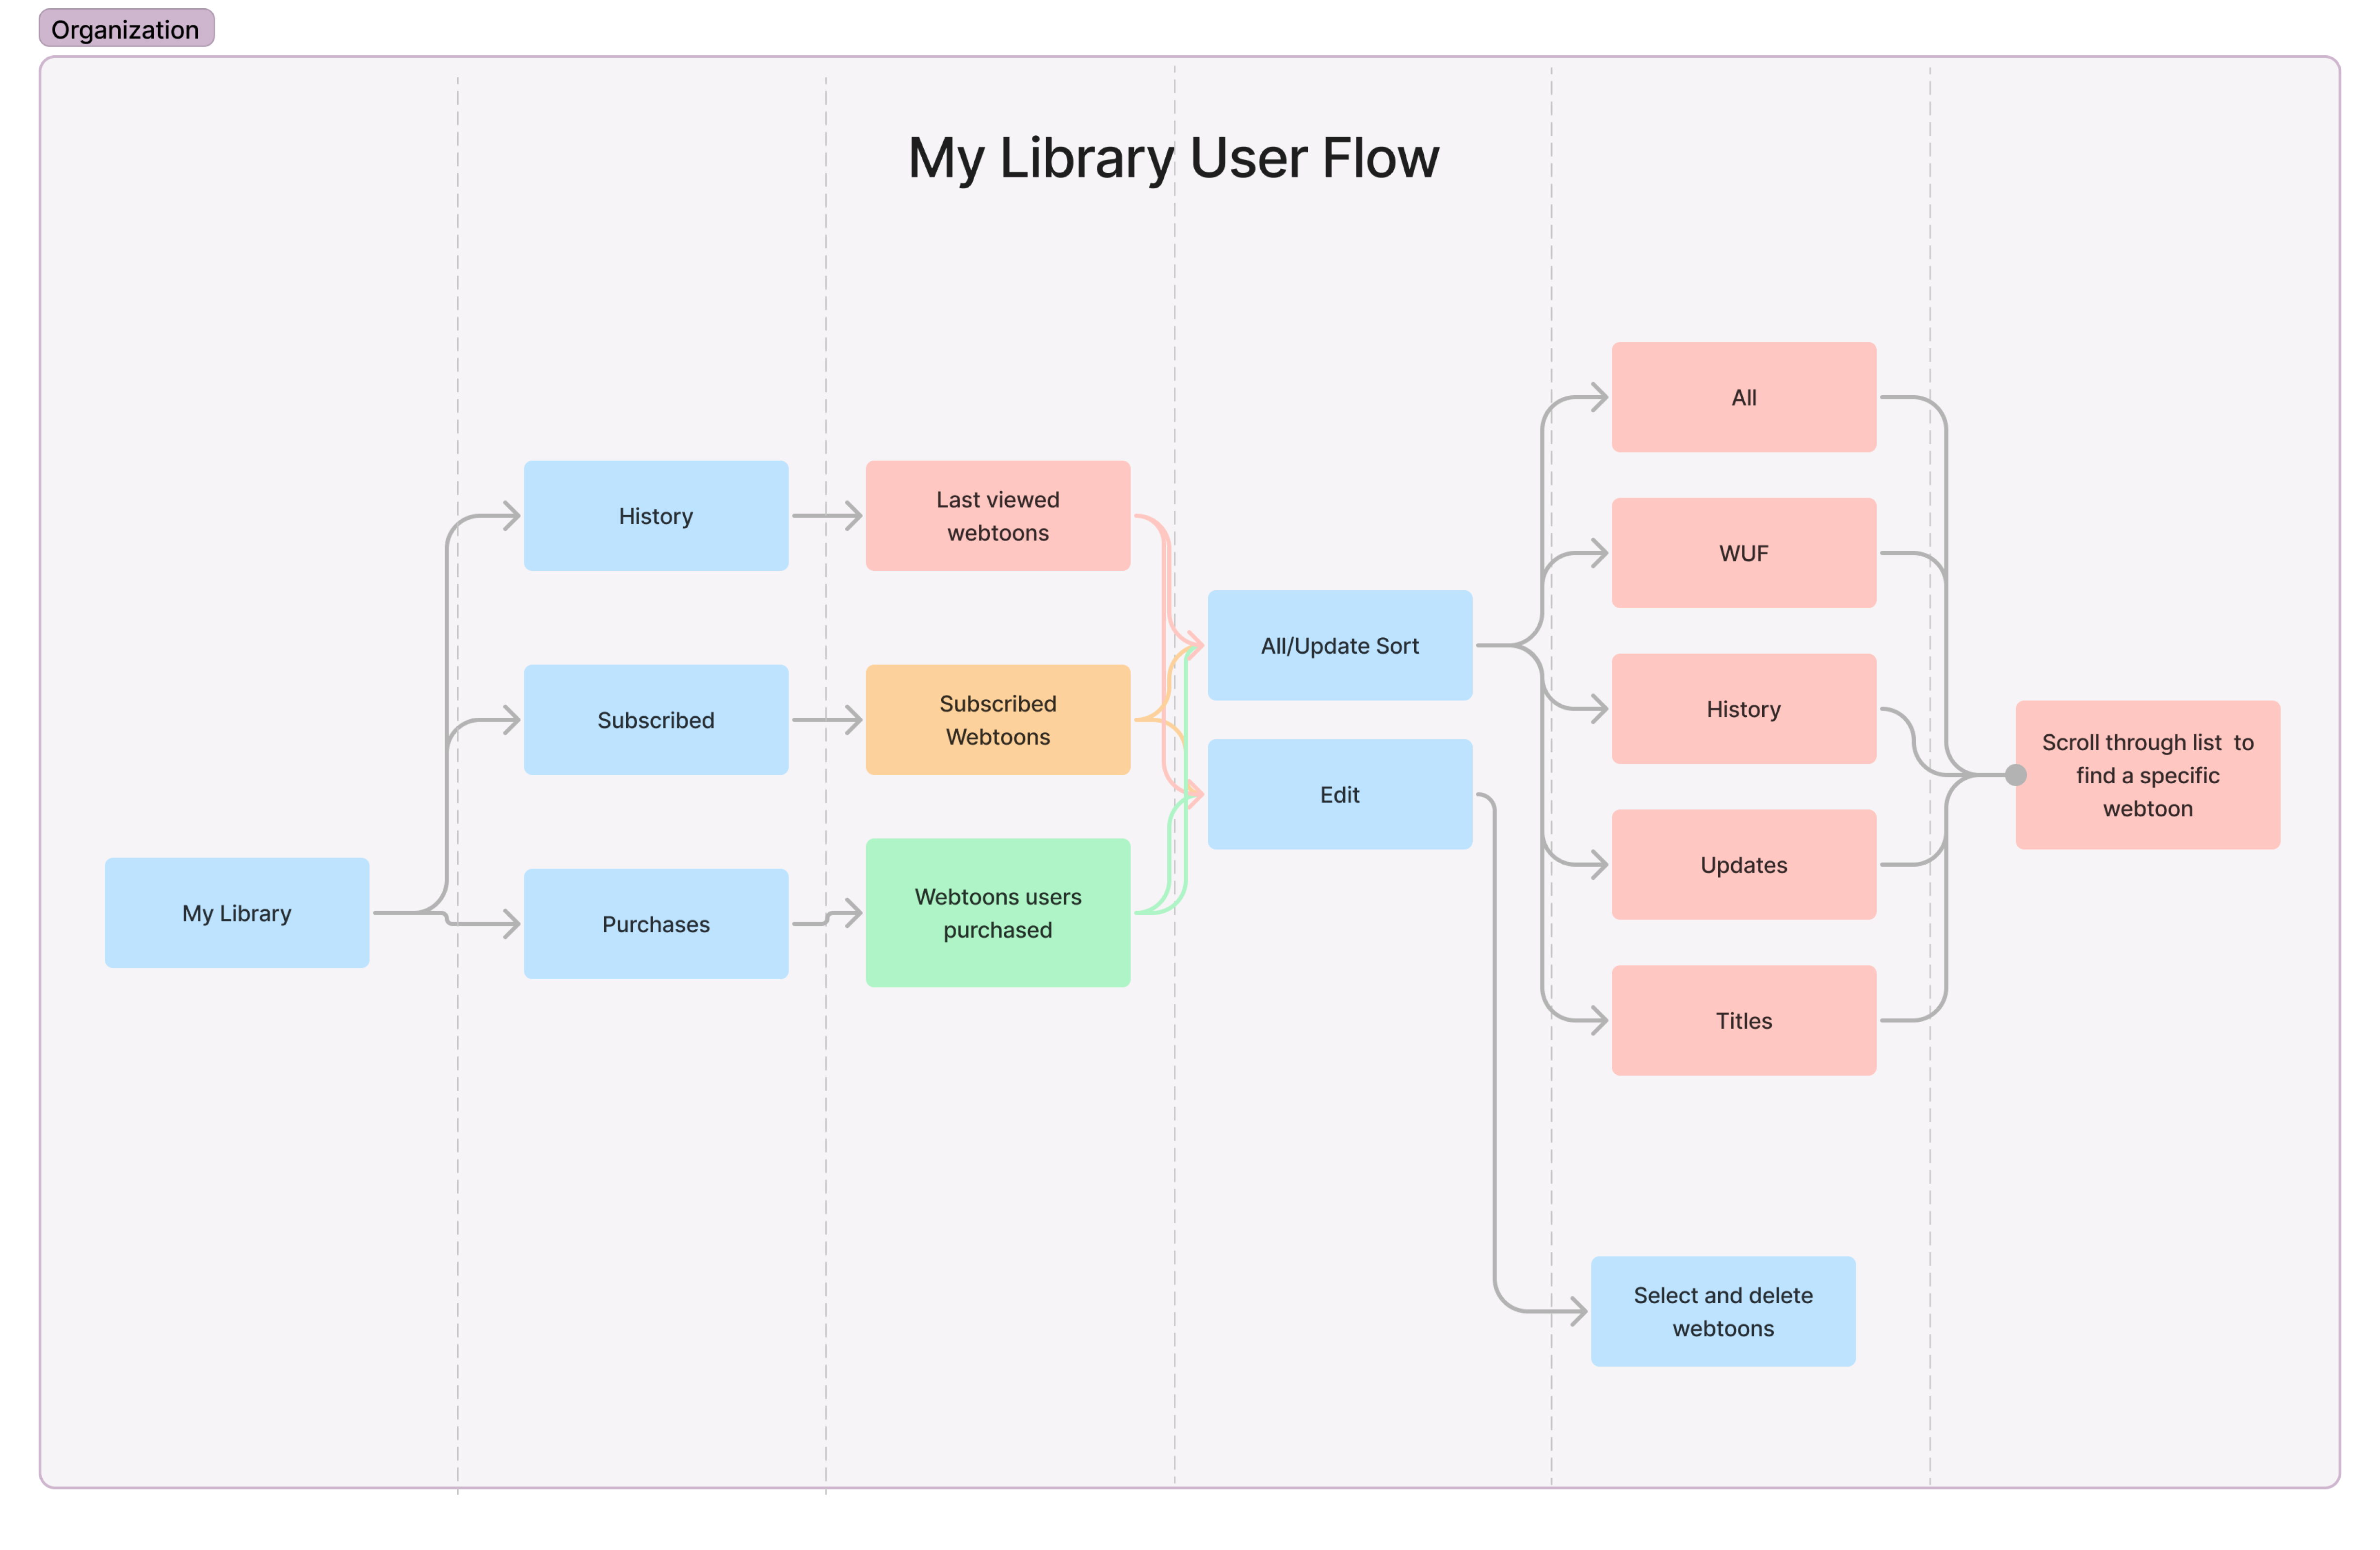 Organization
My Library User Flow
My Library
History
Subscribed
Purchases
Last viewed
webtoons
Subscribed
Webtoons
Webtoons users
purchased
All/Update Sort
Edit
All
WUF
History
Updates
Titles
Select and delete
webtoons
Scroll through list  to
find a specific
webtoon